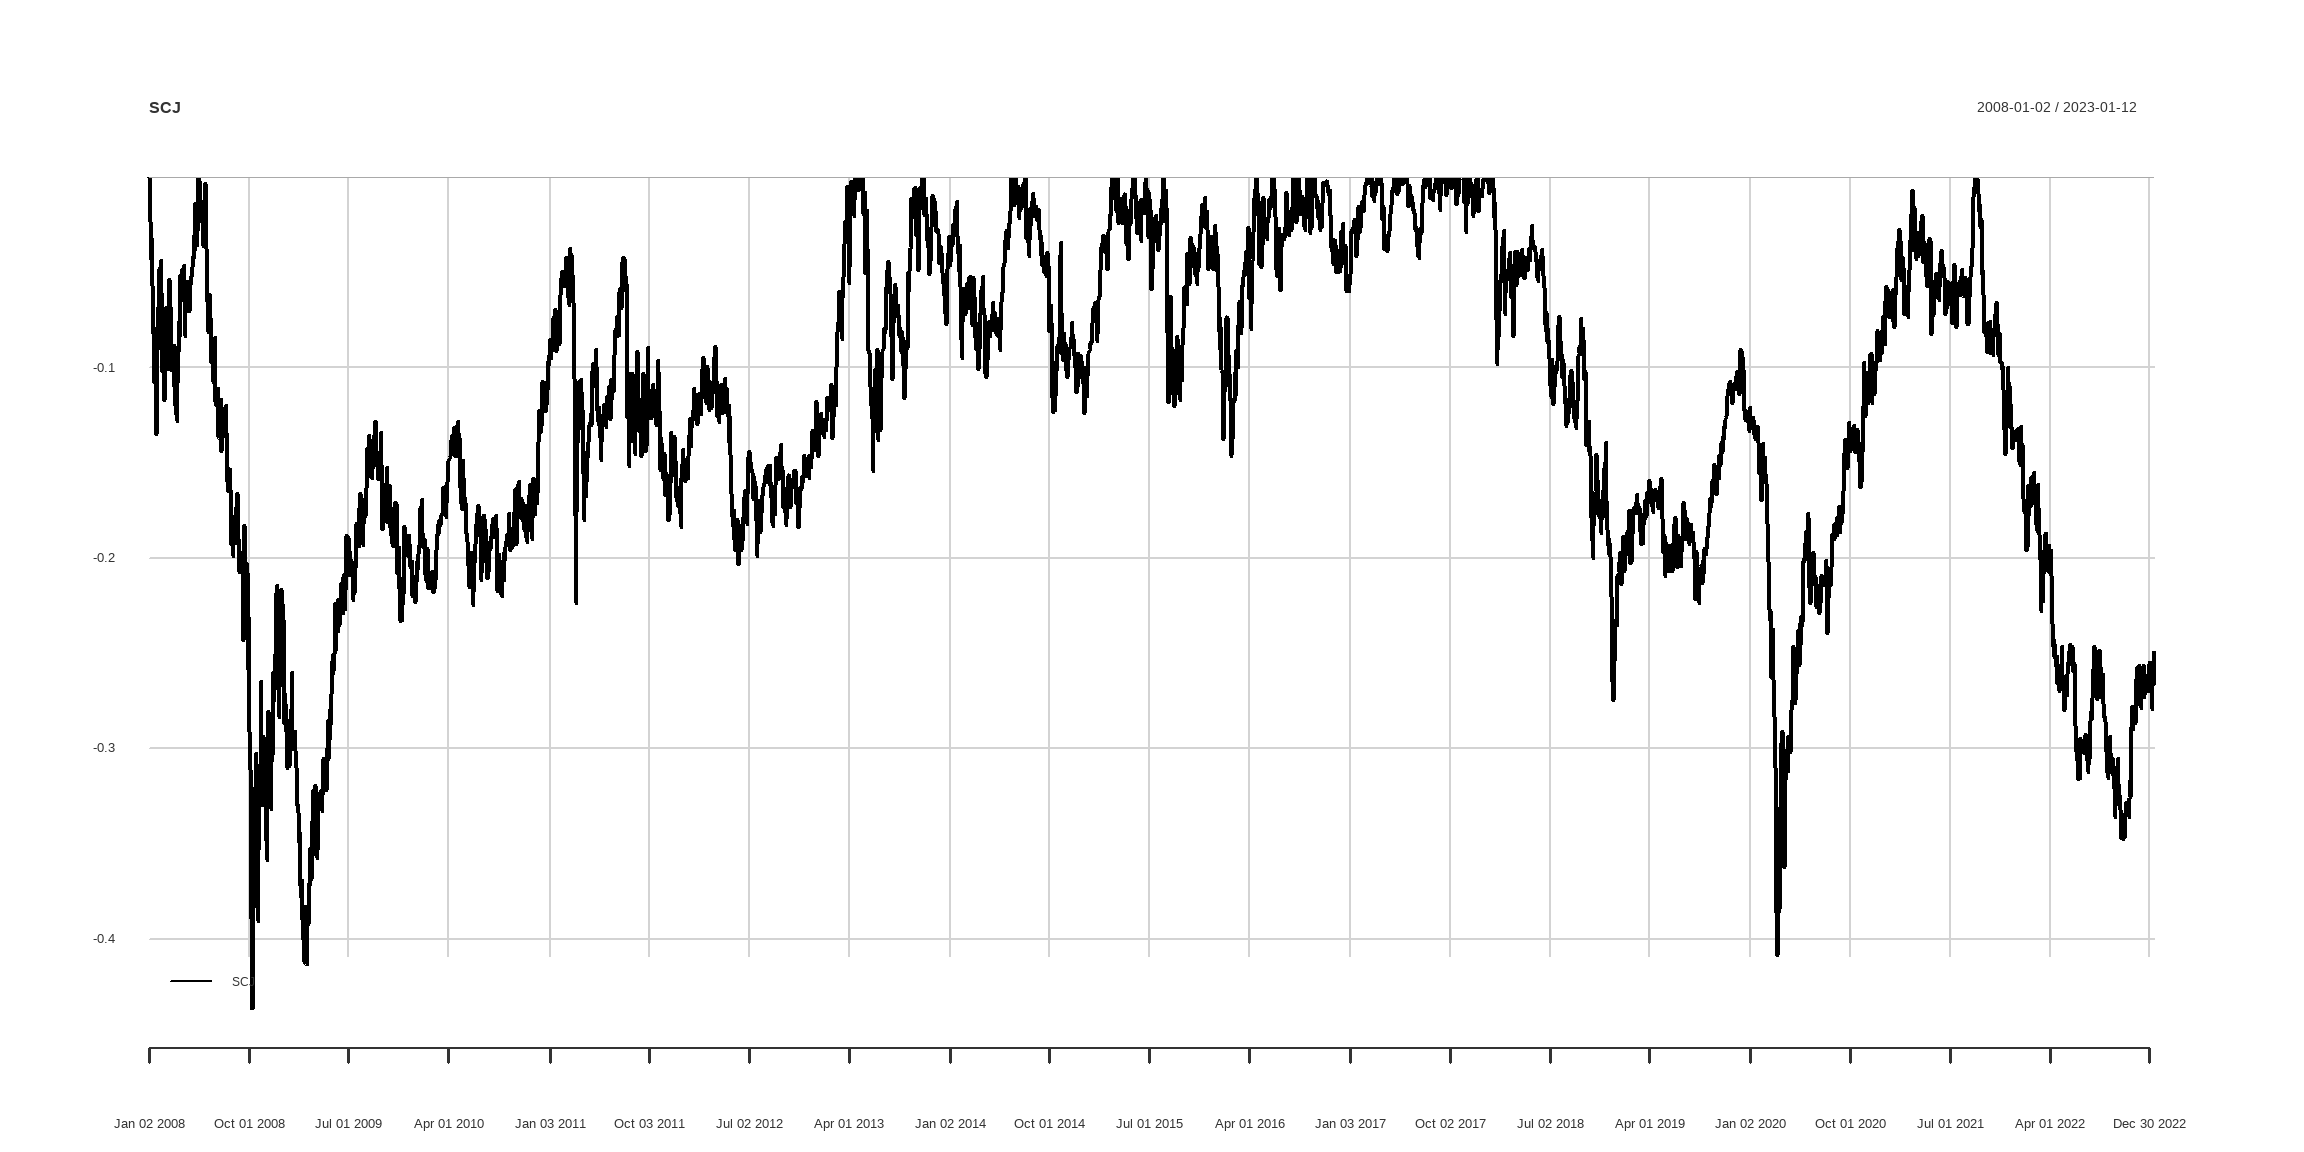 SCJ
2008-01-02 / 2023-01-12
-0.1
-0.2
-0.3
-0.4
SCJ
Jan 02 2008 Oct 01 2008 Jul 01 2009 Apr 01 2010 Jan 03 2011 Oct 03 2011 Jul 02 2012 Apr 01 2013 Jan 02 2014 Oct 01 2014 Jul 01 2015 Apr 01 2016 Jan 03 2017 Oct 02 2017 Jul 02 2018 Apr 01 2019 Jan 02 2020 Oct 01 2020 Jul 01 2021 Apr 01 2022 Dec 30 2022